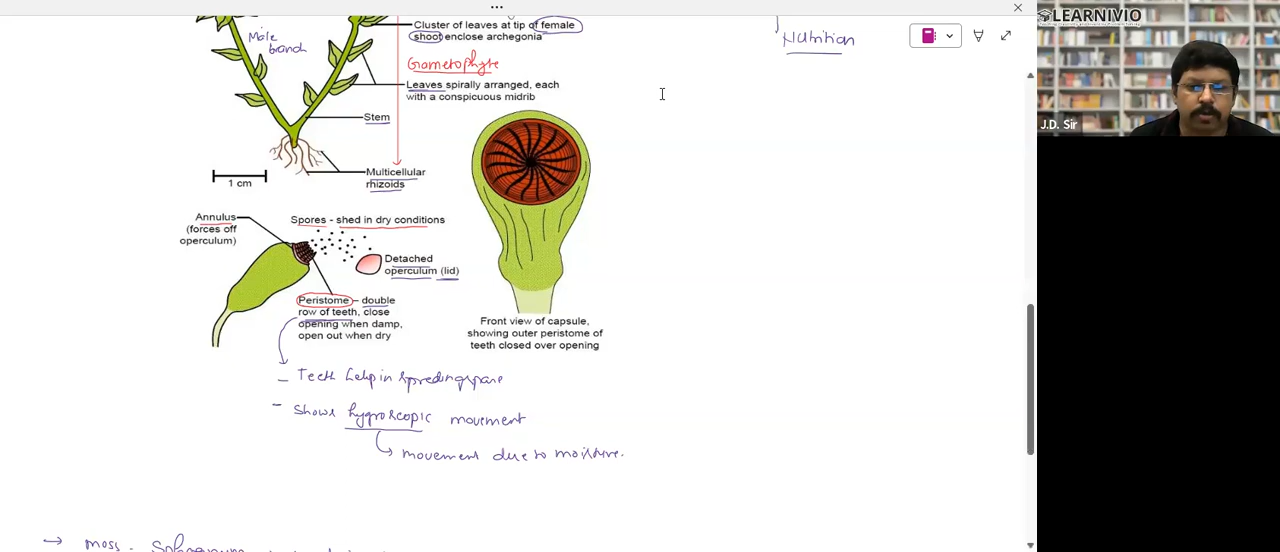 LEARNIVIO
J.D. Sir
Cluster of leaves at tip of female
shoot enclose archegonia
Male
branch
Nutrition
Gametophyte
Leaves spirally arranged, each
with a conspicuous midrib
Stem
Multicellular
rhizoids
1 cm
Annulus
(forces off
operculum)
Spores - shed in dry conditions
Detached
operculum (lid)
Peristome - double
row of teeth, close
opening when damp,
open out when dry
Front view of capsule,
showing outer peristome of
teeth closed over opening
- Teeth help in spreding spore
- Shows hygroscopic movement
movement due to moisture.
→ moss -